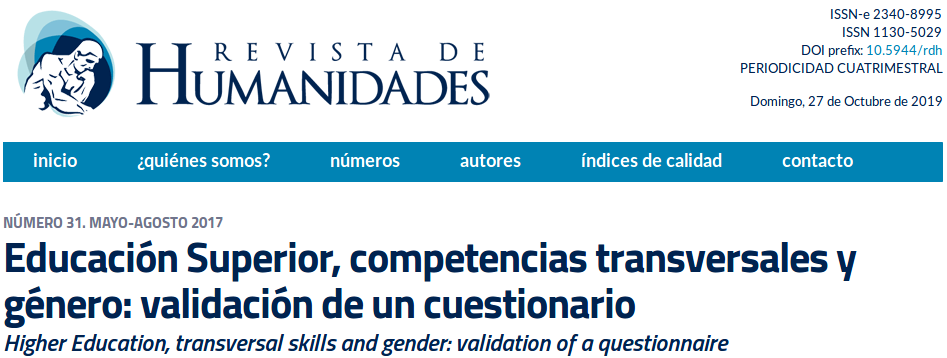 REVISTA DE
HUMANIDADES
ISSN-e 2340-8995
ISSN 1130-5029
DOI prefix: 10.5944/rdh
PERIODICIDAD CUATRIMESTRAL
Domingo, 27 de Octubre de 2019
inicio ¿quiénes somos? números autores índices de calidad contacto
NÚMERO 31. MAYO-AGOSTO 2017
Educación Superior, competencias transversales y
género: validación de un cuestionario
Higher Education, transversal skills and gender: validation of a questionnaire